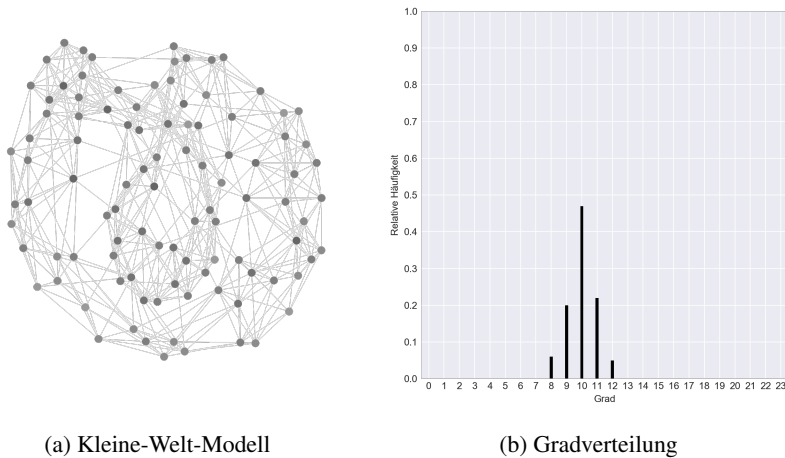 1.0
0.9
0.8
0.7
0.6
0.5
0.4
0.3
0.2
0.1
0.0
Relative Häufigkeit
0 1 2 3 4 5 6 7 8 9 10 11 12 13 14 15 16 17 18 19 20 21 22 23
Grad
(a) Kleine-Welt-Modell
(b) Gradverteilung